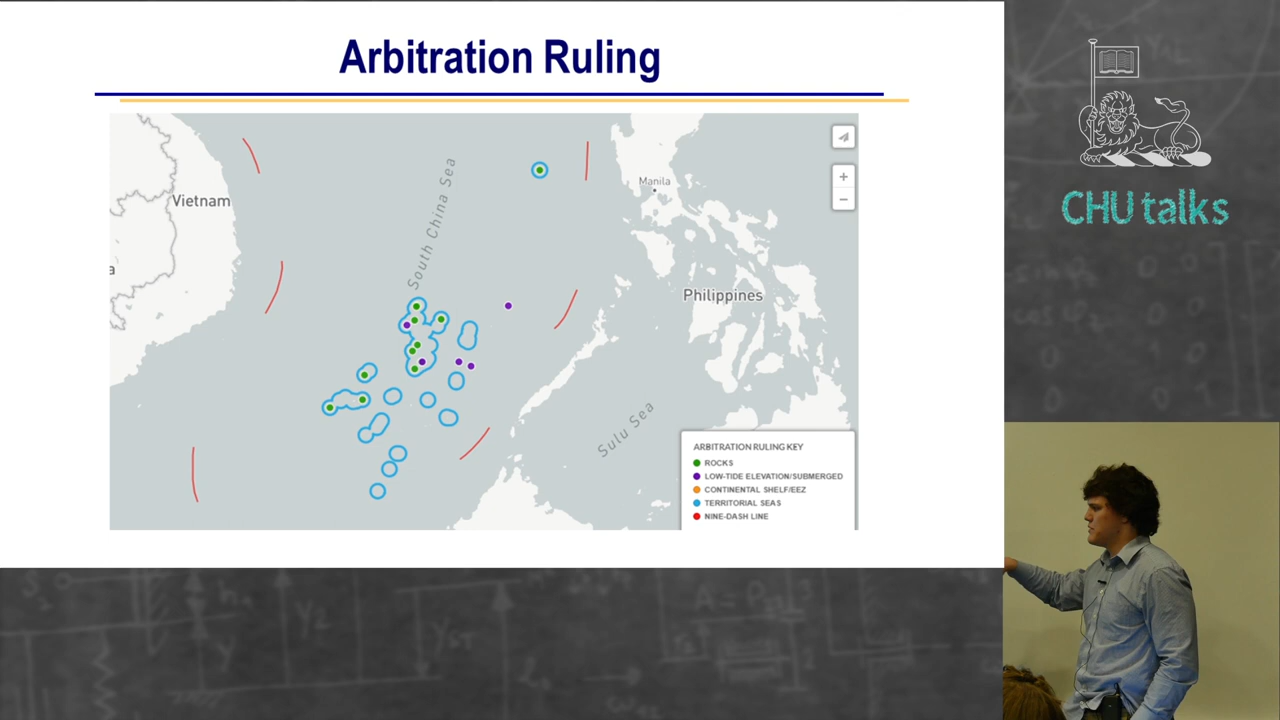 Arbitration Ruling
Vietnam
a
South China Sea
Manila
+
−
Philippines
Sulu Sea
ARBITRATION RULING KEY
ROCKS
LOW-TIDE ELEVATION/SUBMERGED
CONTINENTAL SHELF/EEZ
TERRITORIAL SEAS
NINE-DASH LINE
CHU talks